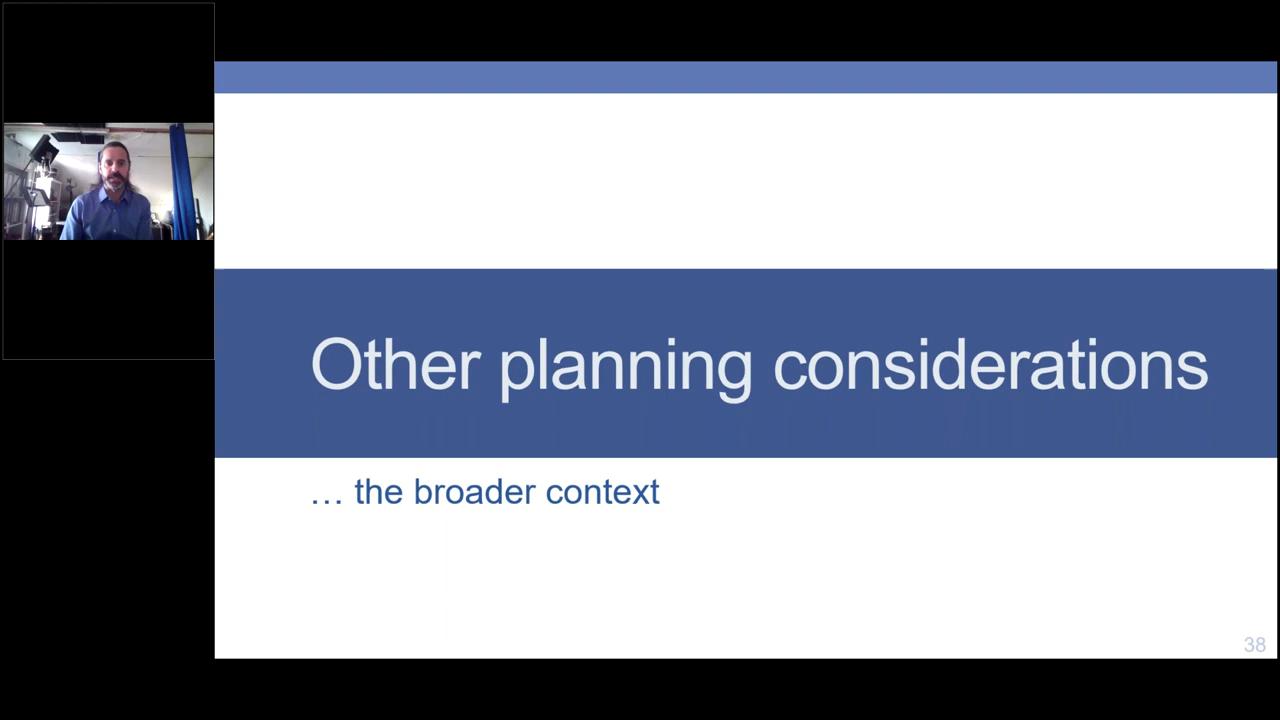 Other planning considerations
… the broader context
38